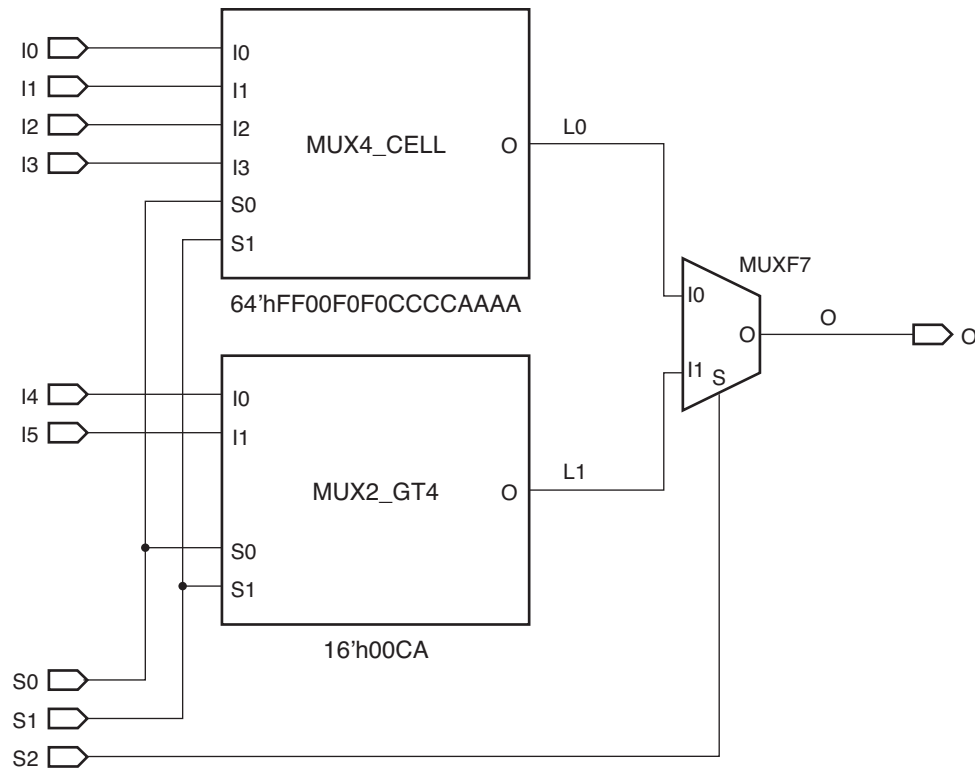 I0
I1
I2
I3
I0
I1
I2
I3
S0
S1
MUX4_CELL
O
L0
64’hFF00F0F0CCCCAAAA
MUXF7
I0
I1
S
O
O
O
I4
I5
I0
I1
S0
S1
MUX2_GT4
O
L1
16’h00CA
S0
S1
S2